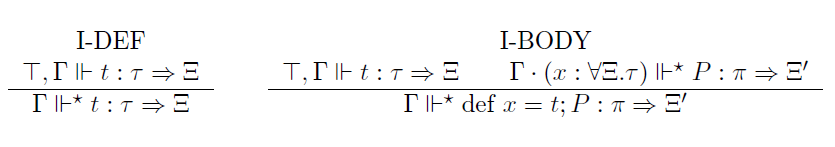 I-DEF I-BODY
⊤, Γ ⊩ t : τ ⇒ Ξ ⊤, Γ ⊩ t : τ ⇒ Ξ Γ · (x : ∀Ξ.τ) ⊩⋆ P : π ⇒ Ξ′
Γ ⊩⋆ t : τ ⇒ Ξ Γ ⊩⋆ def x = t; P : π ⇒ Ξ′